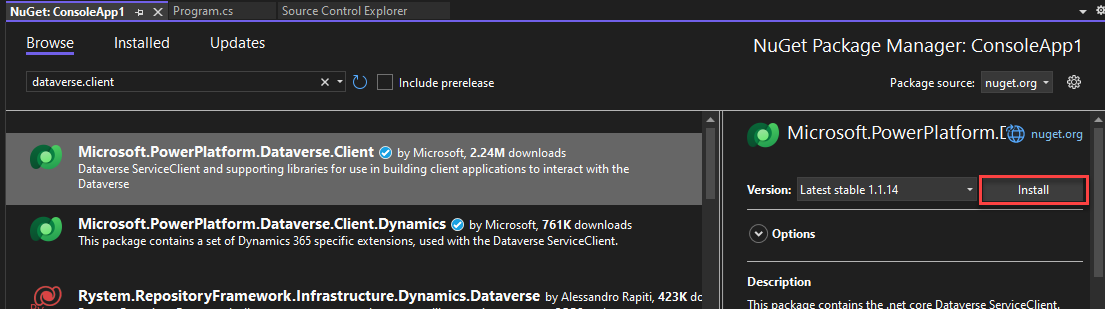 NuGet: ConsoleApp1
Program.cs
Source Control Explorer
Browse
Installed
Updates
NuGet Package Manager: ConsoleApp1
dataverse.client
Include prerelease
Package source:
nuget.org
Microsoft.PowerPlatform.Dataverse.Client by Microsoft, 2.24M downloads
Dataverse ServiceClient and supporting libraries for use in building client applications to interact with the
Dataverse
Microsoft.PowerPlatform.Dataverse.Client.Dynamics by Microsoft, 761K downloads
This package contains a set of Dynamics 365 specific extensions, used with the Dataverse ServiceClient.
Rystem.RepositoryFramework.Infrastructure.Dynamics.Dataverse by Alessandro Rapiti, 423K do
Microsoft.PowerPlatform.D
nuget.org
Version:
Latest stable 1.1.14
Install
Options
Description
This package contains the .net core Dataverse ServiceClient.